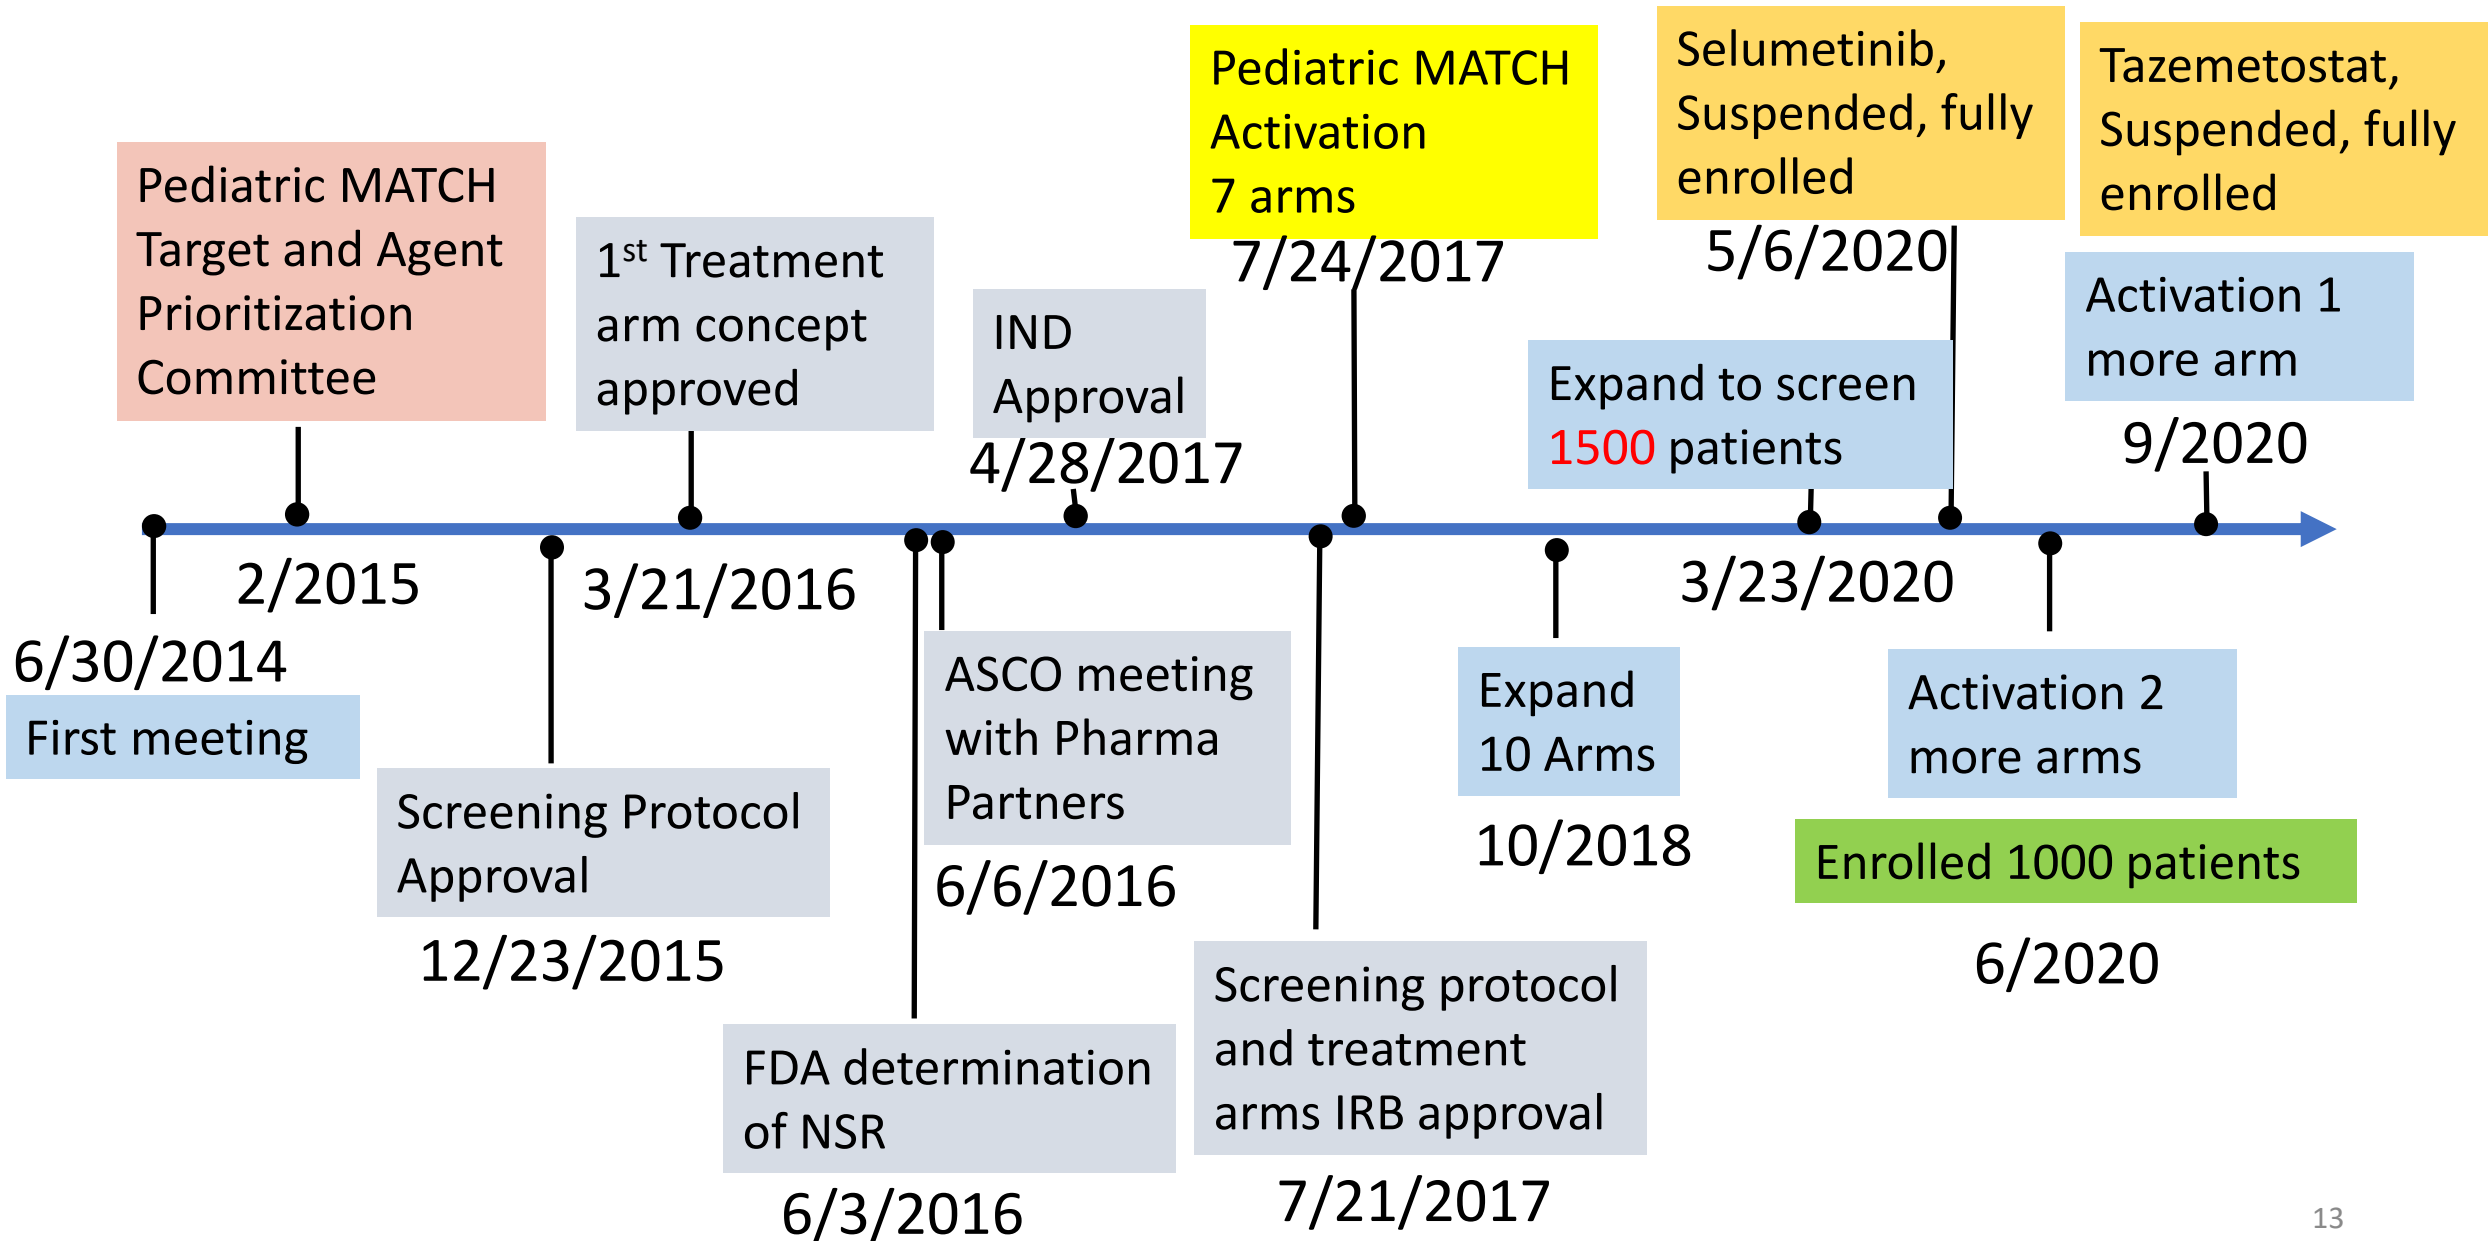 Pediatric MATCH
Target and Agent
Prioritization
Committee
2/2015
6/30/2014
First meeting
Screening Protocol
Approval
12/23/2015
1st Treatment
arm concept
approved
3/21/2016
FDA determination
of NSR
6/3/2016
ASCO meeting
with Pharma
Partners
6/6/2016
IND
Approval
4/28/2017
Screening protocol
and treatment
arms IRB approval
7/21/2017
Pediatric MATCH
Activation
7 arms
7/24/2017
Expand
10 Arms
10/2018
Expand to screen
1500 patients
3/23/2020
Selumetinib,
Suspended, fully
enrolled
5/6/2020
Activation 2
more arms
Enrolled 1000 patients
6/2020
Tazemetostat,
Suspended, fully
enrolled
Activation 1
more arm
9/2020
13